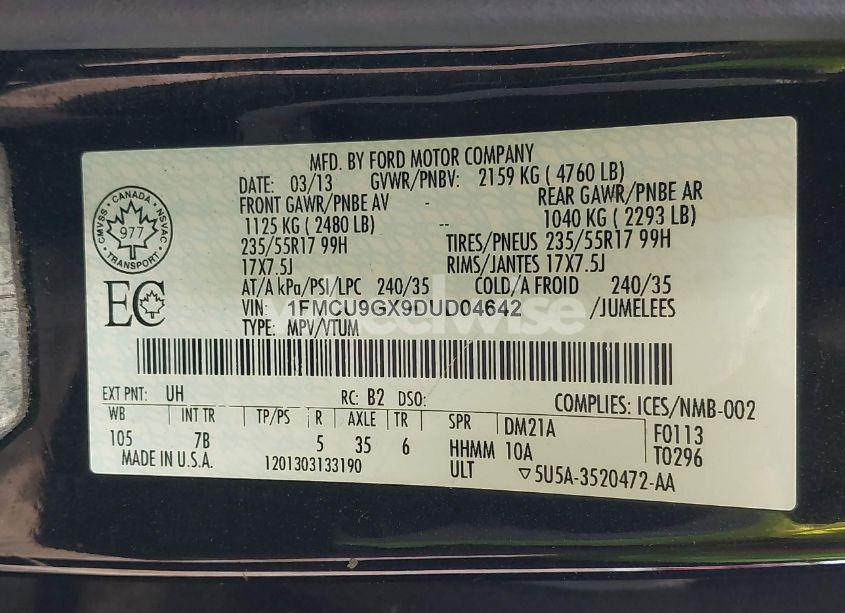 MFD. BY FORD MOTOR COMPANY
DATE: 03/13 GVWR/PNBV: 2159 KG ( 4760 LB)
FRONT GAWR/PNBE AV - REAR GAWR/PNBE AR
1125 KG ( 2480 LB) -- 1040 KG ( 2293 LB)
235/55R17 99H TIRES/PNEUS 235/55R17 99H
17X7.5J RIMS/JANTES 17X7.5J
AT/A kPa/PSI/LPC 240/35 COLD/A FROID 240/35
VIN: 1FMCU9GX9DUD04642 /JUMELEES
TYPE: MPV/VTUM
CMVSS · CANADA · NSVAC
977
TRANSPORT
EC
wheelwise
EXT PNT: UH RC: B2 DSO: COMPLIES: ICES/NMB-002
WB INT TR TP/PS R AXLE TR SPR DM21A F0113
105 7B 5 35 6 HHMM 10A T0296
MADE IN U.S.A. 1201303133190 ULT ▽5U5A-3520472-AA